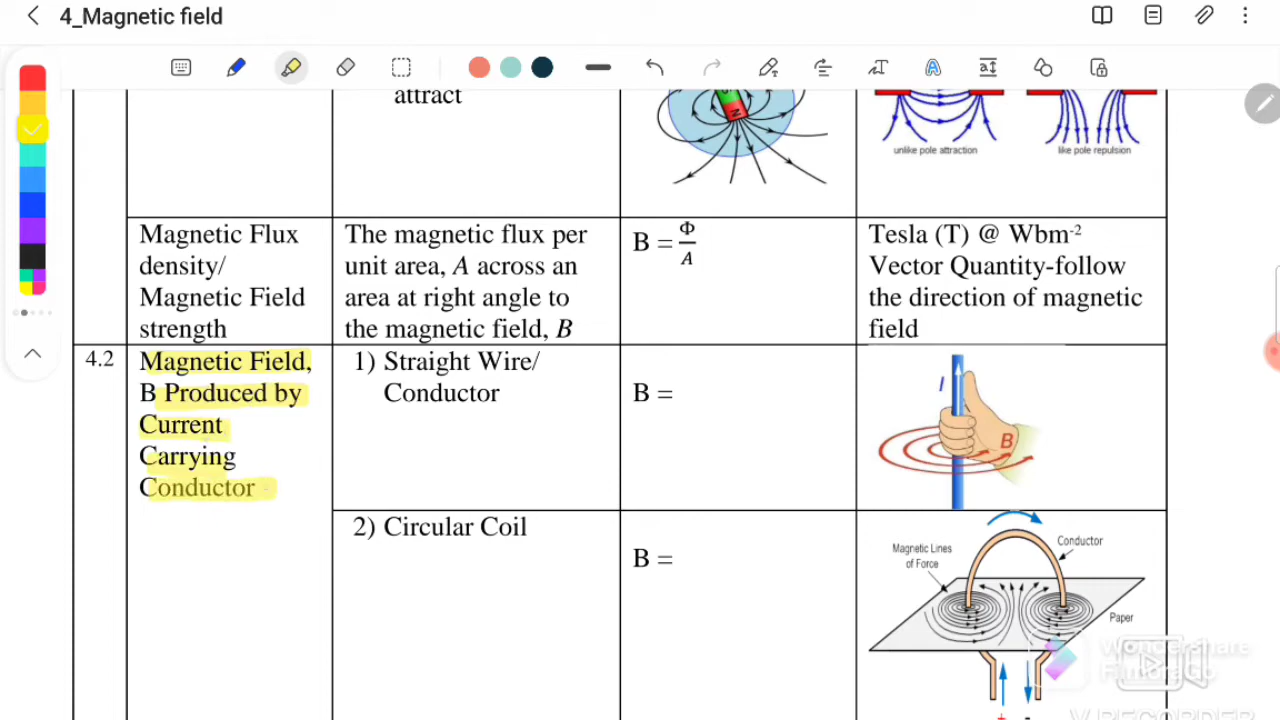 4_Magnetic field
attract
S
N
unlike pole attraction
like pole repulsion
Magnetic Flux
density/
Magnetic Field
strength
The magnetic flux per
unit area, A across an
area at right angle to
the magnetic field, B
B = Φ/A
Tesla (T) @ Wbm⁻²
Vector Quantity-follow
the direction of magnetic
field
4.2
Magnetic Field,
B Produced by
Current
Carrying
Conductor
1) Straight Wire/
Conductor
B =
I
B
2) Circular Coil
B =
Magnetic Lines
of Force
Conductor
Paper
Wondershare
FilmoraGo
V RECORDER